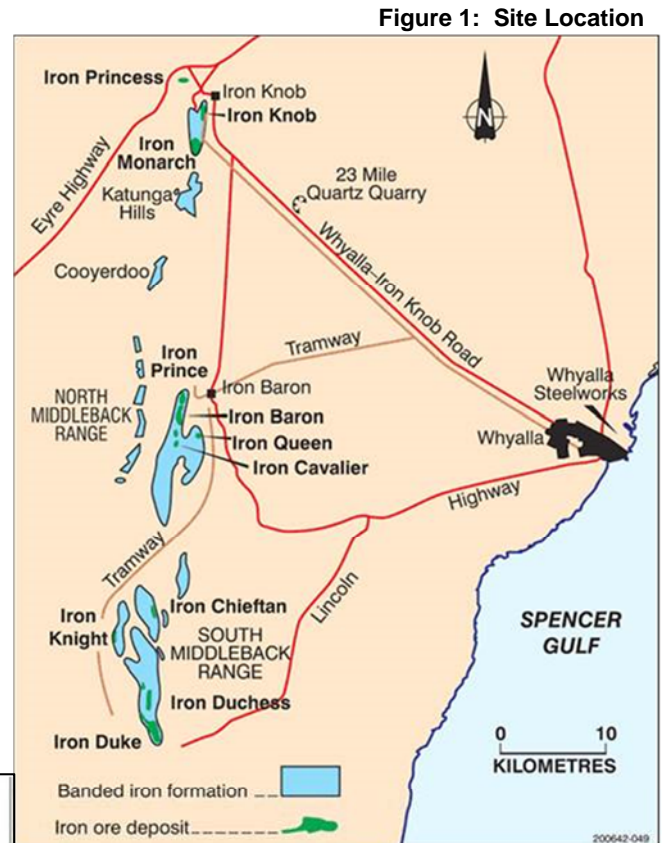 Figure 1: Site Location
Iron Princess
Iron Knob
Iron Knob
Iron
Monarch
Katunga
Hills
Eyre Highway
N
23 Mile
Quartz Quarry
Whyalla–Iron Knob Road
Cooyerdoo
Tramway
Iron
Prince
Iron Baron
NORTH
MIDDLEBACK
RANGE
Iron Baron
Iron Queen
Iron Cavalier
Whyalla
Steelworks
Whyalla
Highway
Lincoln
Tramway
Iron Chieftan
Iron
Knight
SOUTH
MIDDLEBACK
RANGE
Iron Duchess
Iron Duke
SPENCER
GULF
0 10
KILOMETRES
Banded iron formation
Iron ore deposit
200642-049